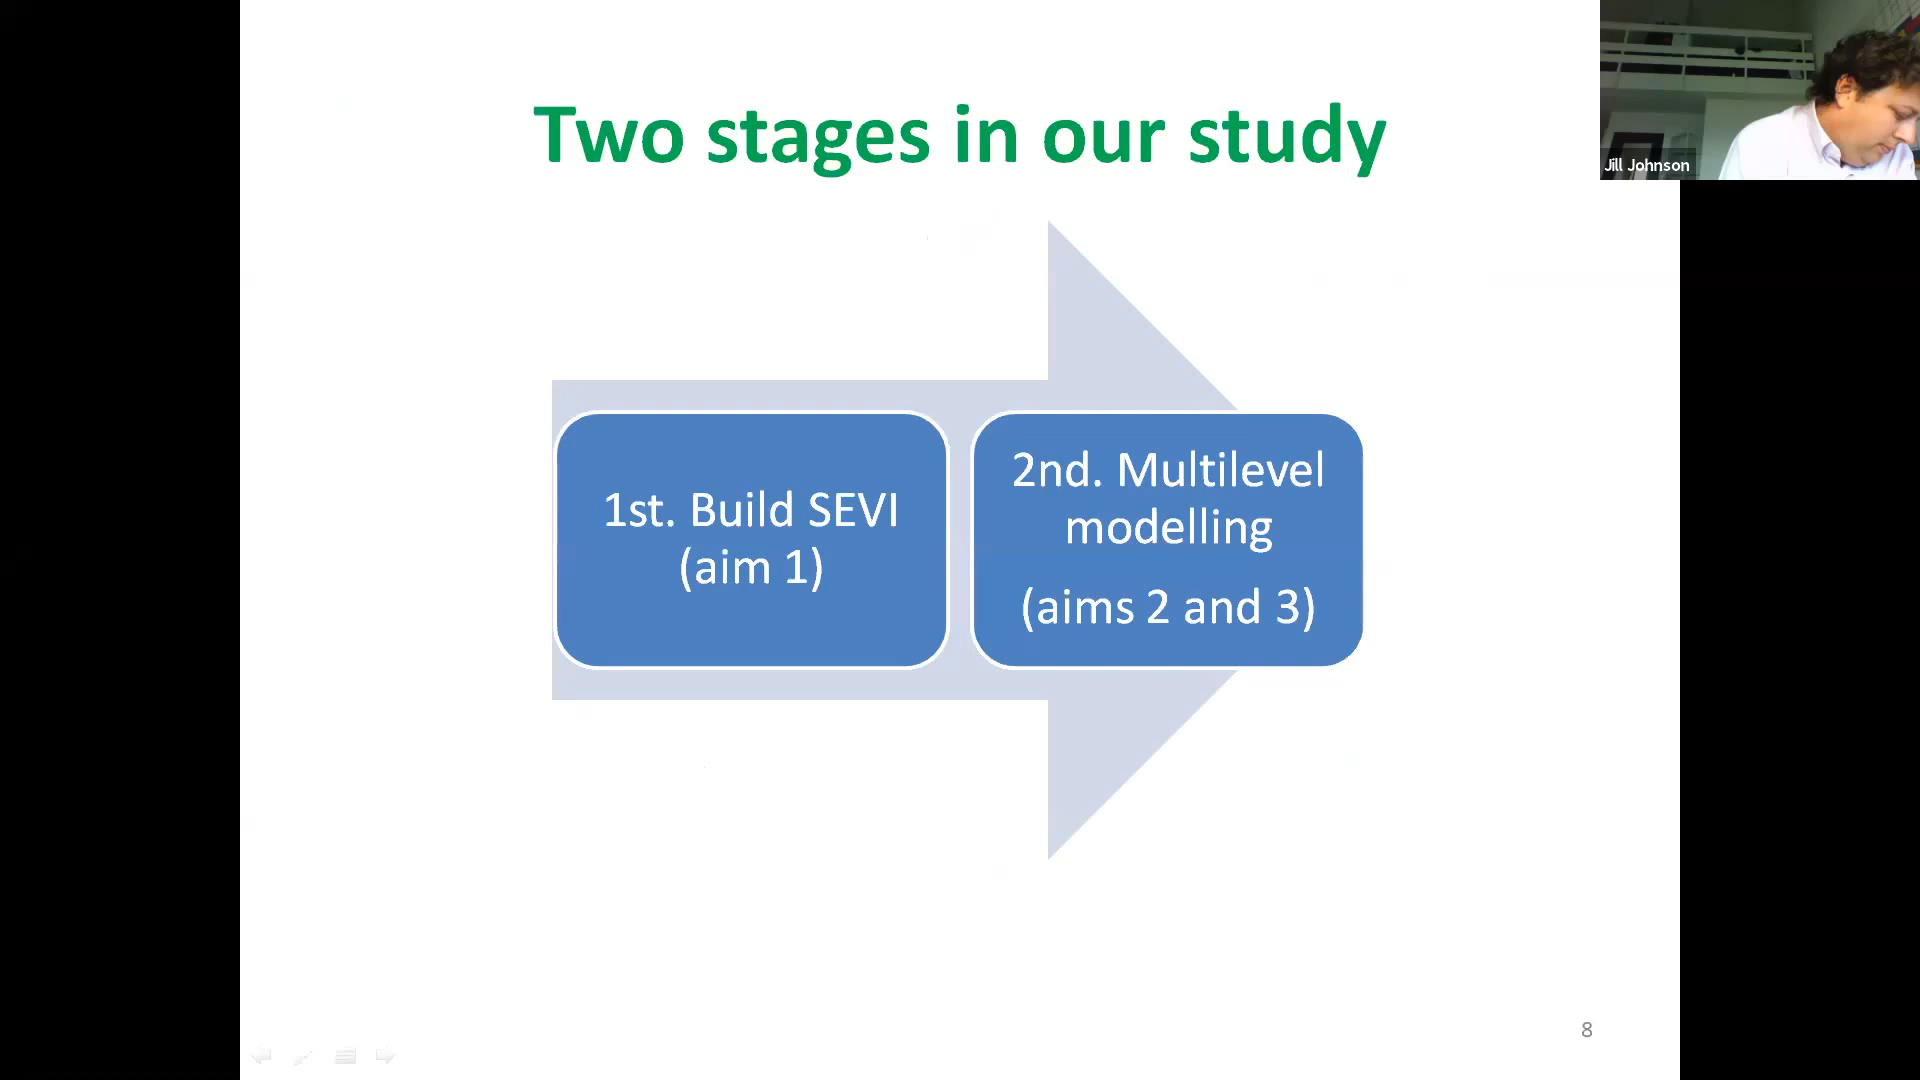 Two stages in our study
Jill Johnson
1st. Build SEVI
(aim 1)
2nd. Multilevel
modelling
(aims 2 and 3)
8